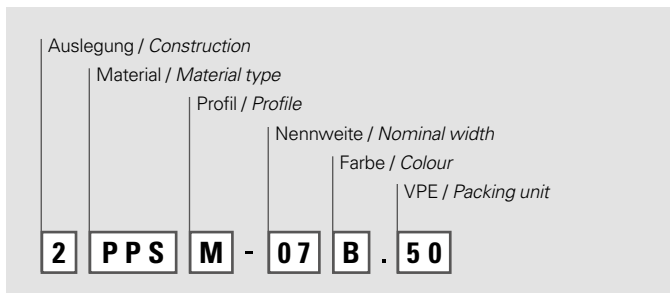 Auslegung / Construction
Material / Material type
Profil / Profile
Nennweite / Nominal width
Farbe / Colour
VPE / Packing unit
2 PPS M - 07 B . 50